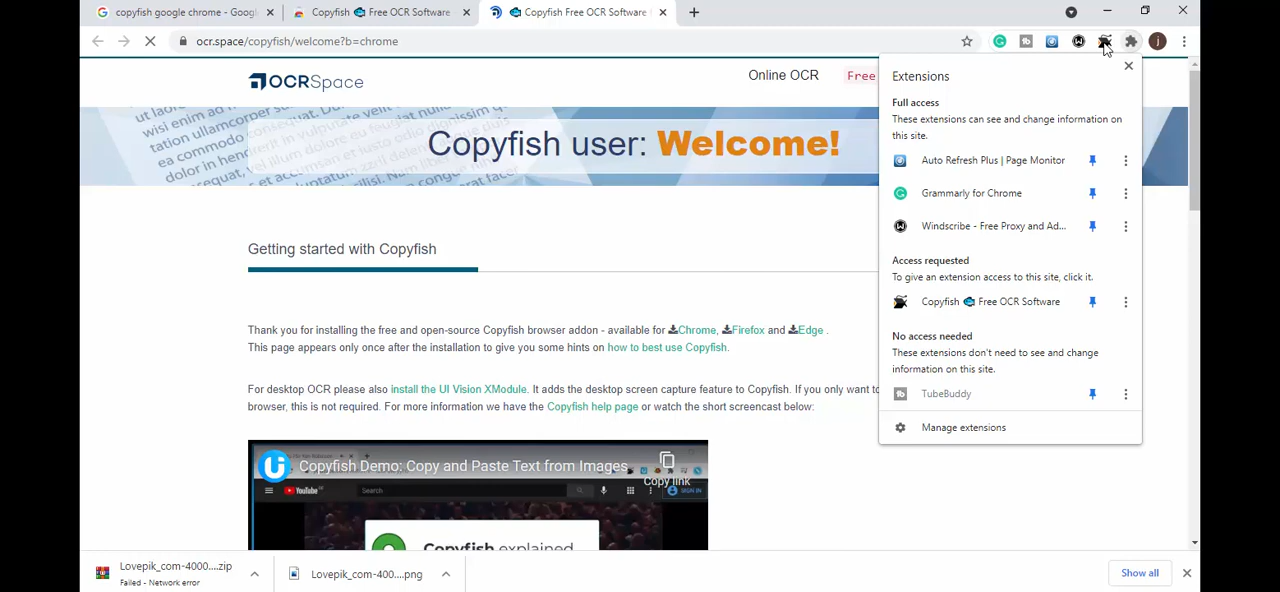 copyfish google chrome - Googl
Copyfish Free OCR Software
Copyfish Free OCR Software
ocr.space/copyfish/welcome?b=chrome
j
OCRSpace
Online OCR
Free
Copyfish user: Welcome!
Getting started with Copyfish
Thank you for installing the free and open-source Copyfish browser addon - available for Chrome, Firefox and Edge .
This page appears only once after the installation to give you some hints on how to best use Copyfish.
For desktop OCR please also install the UI Vision XModule. It adds the desktop screen capture feature to Copyfish. If you only want to
browser, this is not required. For more information we have the Copyfish help page or watch the short screencast below:
Copyfish Demo: Copy and Paste Text from Images
Copy link
YouTube
Search
SIGN IN
Copyfish explained
Extensions
Full access
These extensions can see and change information on
this site.
Auto Refresh Plus | Page Monitor
Grammarly for Chrome
Windscribe - Free Proxy and Ad...
Access requested
To give an extension access to this site, click it.
Copyfish Free OCR Software
No access needed
These extensions don't need to see and change
information on this site.
TubeBuddy
Manage extensions
Lovepik_com-4000....zip
Failed - Network error
Lovepik_com-400....png
Show all